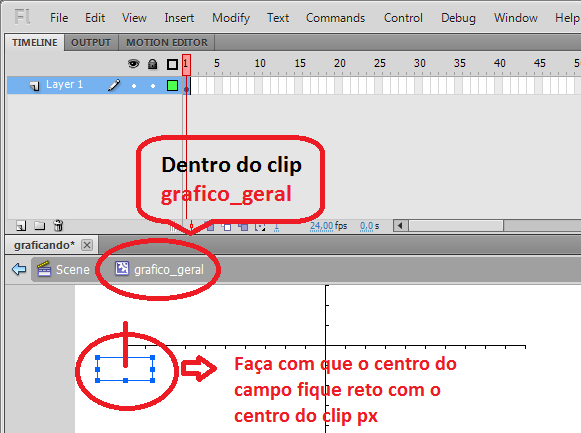 Fl File Edit View Insert Modify Text Commands Control Debug Window Help
TIMELINE OUTPUT MOTION EDITOR
1 5 10 15 20 25 30 35 40 45 50
Layer 1
Dentro do clip
grafico_geral
1 24,00 fps 0,0 s
graficando*
Scene grafico_geral
Faça com que o centro do
campo fique reto com o
centro do clip px